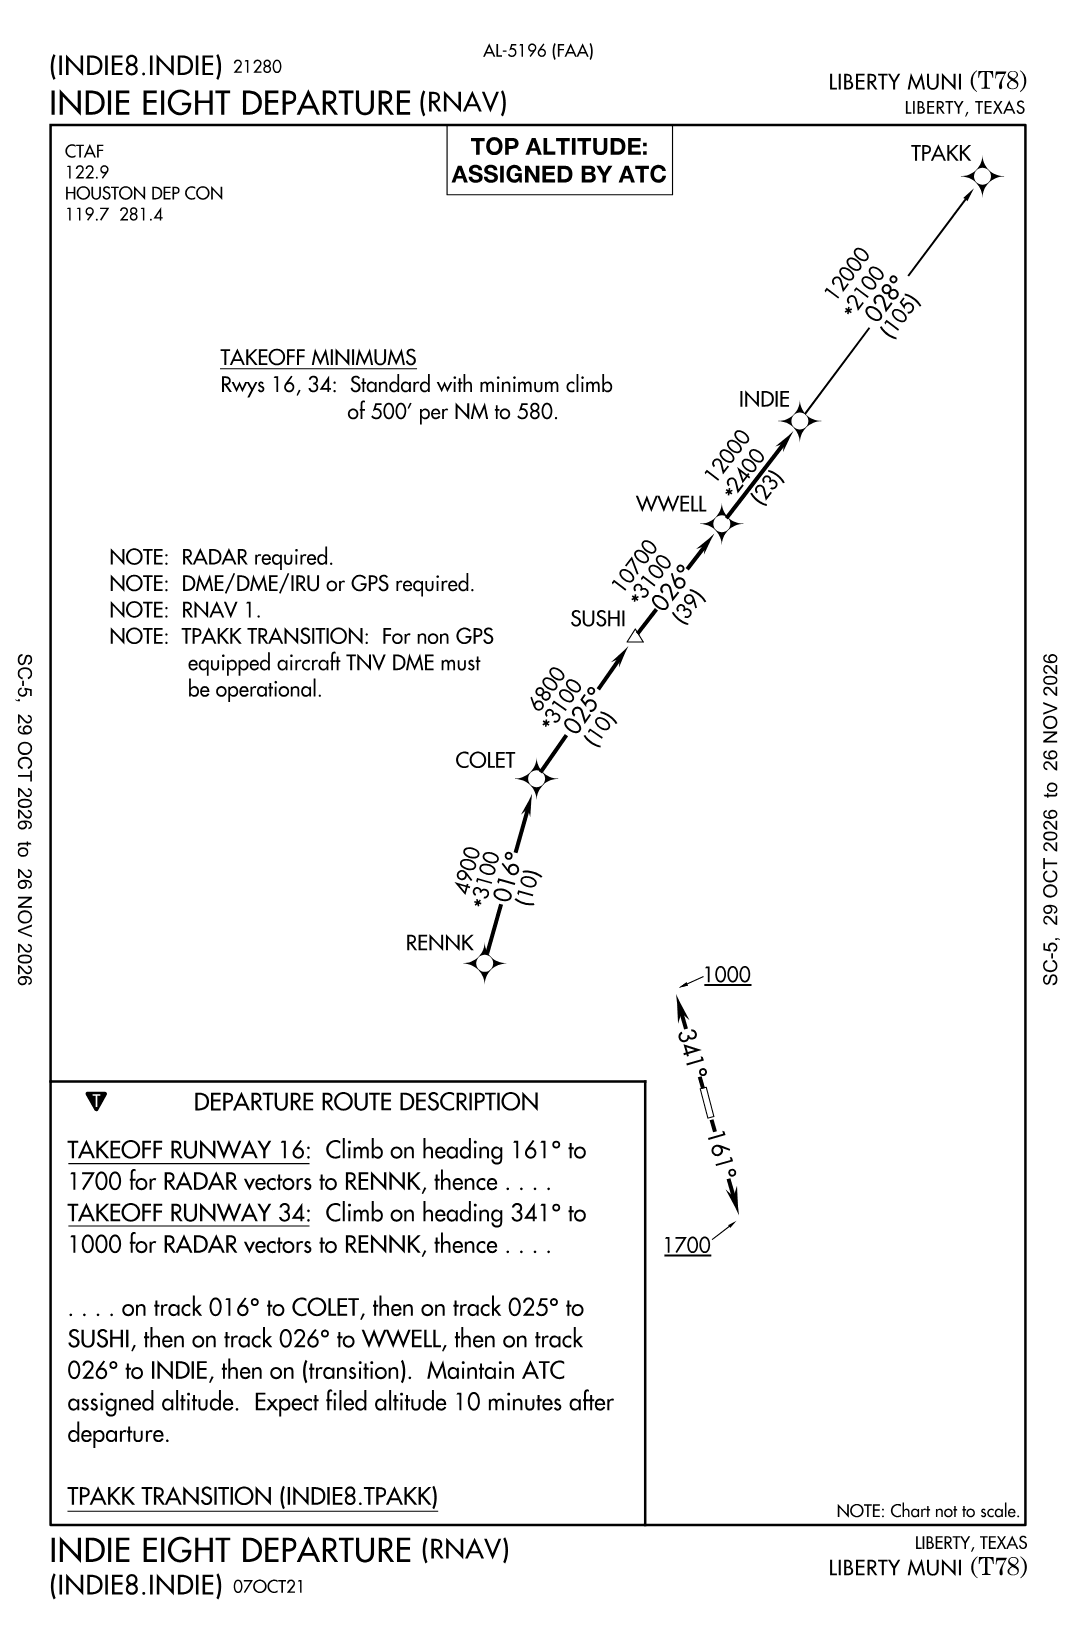 AL-5196 (FAA)
(INDIE8.INDIE) 21280
INDIE EIGHT DEPARTURE (RNAV)
LIBERTY MUNI (T78)
LIBERTY, TEXAS
CTAF
122.9
HOUSTON DEP CON
119.7 281.4
TOP ALTITUDE:
ASSIGNED BY ATC
TPAKK
12000
*2100
028°
(105)
TAKEOFF MINIMUMS
Rwys 16, 34: Standard with minimum climb
of 500' per NM to 580.
INDIE
12000
*2400
(23)
WWELL
10700
*3100
026°
(39)
NOTE: RADAR required.
NOTE: DME/DME/IRU or GPS required.
NOTE: RNAV 1.
NOTE: TPAKK TRANSITION: For non GPS
equipped aircraft TNV DME must
be operational.
SUSHI
6800
*3100
025°
(10)
COLET
4900
*3100
016°
(10)
RENNK
1000
341°
161°
1700
SC-5, 29 OCT 2026 to 26 NOV 2026
SC-5, 29 OCT 2026 to 26 NOV 2026
T
DEPARTURE ROUTE DESCRIPTION
TAKEOFF RUNWAY 16: Climb on heading 161° to
1700 for RADAR vectors to RENNK, thence . . . .
TAKEOFF RUNWAY 34: Climb on heading 341° to
1000 for RADAR vectors to RENNK, thence . . . .
. . . . on track 016° to COLET, then on track 025° to
SUSHI, then on track 026° to WWELL, then on track
026° to INDIE, then on (transition). Maintain ATC
assigned altitude. Expect filed altitude 10 minutes after
departure.
TPAKK TRANSITION (INDIE8.TPAKK)
NOTE: Chart not to scale.
INDIE EIGHT DEPARTURE (RNAV)
(INDIE8.INDIE) 07OCT21
LIBERTY, TEXAS
LIBERTY MUNI (T78)